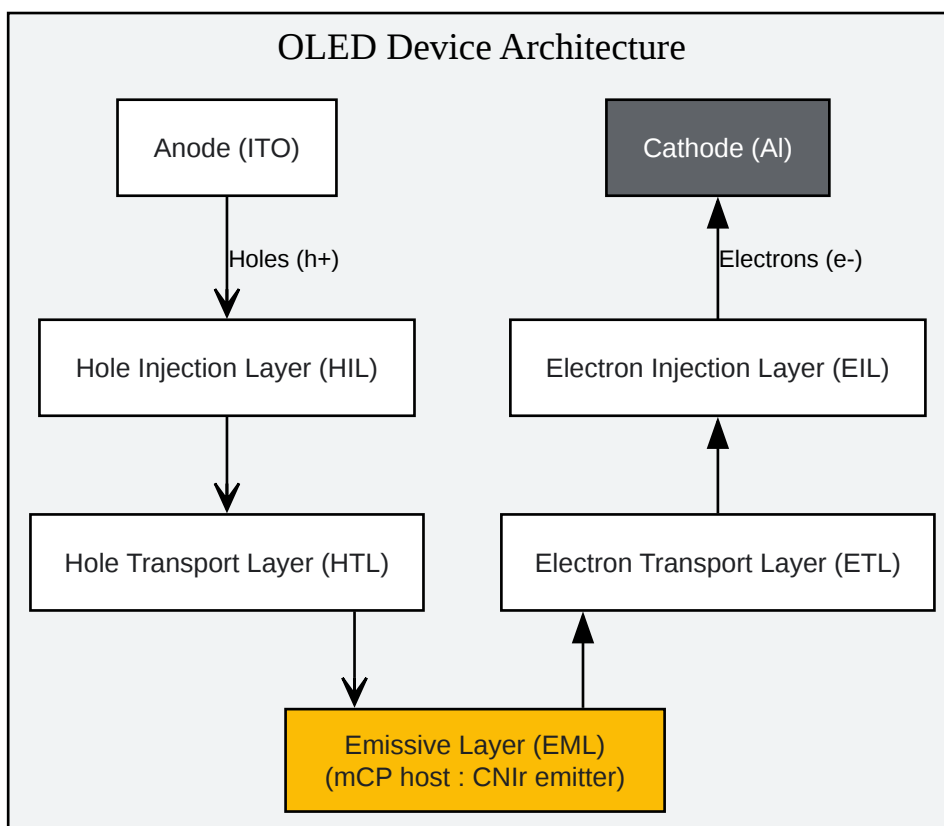 OLED Device Architecture
Anode (ITO)
Cathode (Al)
Holes (h+)
Electrons (e-)
Hole Injection Layer (HIL)
Electron Injection Layer (EIL)
Hole Transport Layer (HTL)
Electron Transport Layer (ETL)
Emissive Layer (EML)
(mCP host : CNIr emitter)